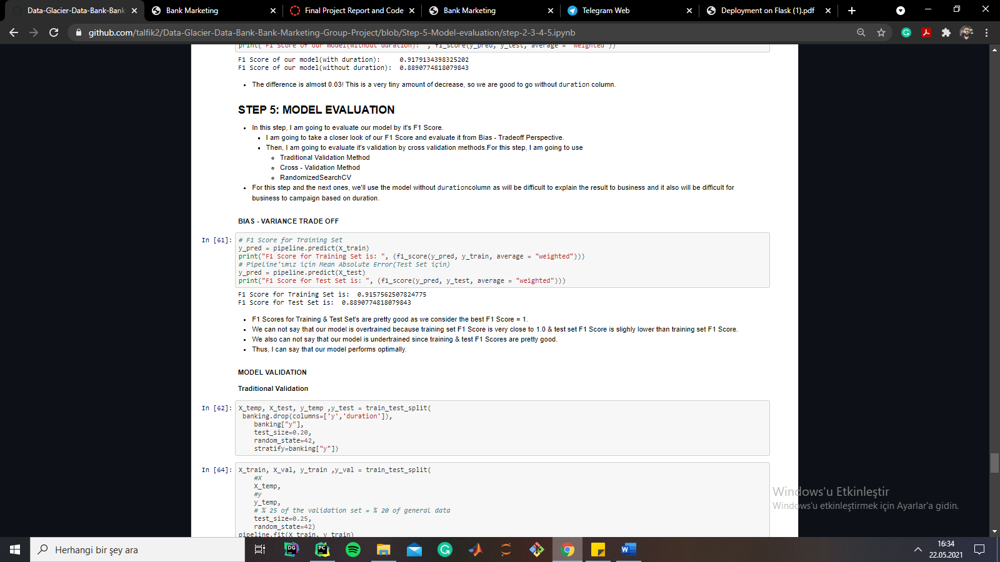 Data-Glacier-Data-Bank-Bank
Bank Marketing
Final Project Report and Code
Bank Marketing
Telegram Web
Deployment on Flask (1).pdf
github.com/talfik2/Data-Glacier-Data-Bank-Bank-Marketing-Group-Project/blob/Step-5-Model-evaluation/step-2-3-4-5.ipynb
print("F1 Score of our model(without duration): ", f1_score(y_pred, y_test, average = "weighted"))
F1 Score of our model(with duration): 0.9179134398325202
F1 Score of our model(without duration): 0.8890774818079843
The difference is almost 0.03! This is a very tiny amount of decrease, so we are good to go without duration column.
STEP 5: MODEL EVALUATION
In this step, I am going to evaluate our model by it's F1 Score.
I am going to take a closer look of our F1 Score and evaluate it from Bias - Tradeoff Perspective.
Then, I am going to evaluate it's validation by cross validation methods.For this step, I am going to use
Traditional Validation Method
Cross - Validation Method
RandomizedSearchCV
For this step and the next ones, we'll use the model without durationcolumn as will be difficult to explain the result to business and it also will be difficult for
business to campaign based on duration.
BIAS - VARIANCE TRADE OFF
In [61]: # F1 Score for Training Set
y_pred = pipeline.predict(X_train)
print("F1 Score for Training Set is: ", (f1_score(y_pred, y_train, average = "weighted")))
# Pipeline'ımız için Mean Absolute Error(Test Set için)
y_pred = pipeline.predict(X_test)
print("F1 Score for Test Set is: ", (f1_score(y_pred, y_test, average = "weighted")))
F1 Score for Training Set is: 0.9157562507824775
F1 Score for Test Set is: 0.8890774818079843
F1 Scores for Training & Test Set's are pretty good as we consider the best F1 Score = 1.
We can not say that our model is overtrained because training set F1 Score is very close to 1.0 & test set F1 Score is slighly lower than training set F1 Score.
We also can not say that our model is undertrained since training & test F1 Scores are pretty good.
Thus, I can say that our model performs optimally.
MODEL VALIDATION
Traditional Validation
In [62]: X_temp, X_test, y_temp ,y_test = train_test_split(
banking.drop(columns=['y','duration']),
banking["y"],
test_size=0.20,
random_state=42,
stratify=banking["y"])
In [64]: X_train, X_val, y_train ,y_val = train_test_split(
#X
X_temp,
#y
y_temp,
# % 25 of the validation set = % 20 of general data
test_size=0.25,
random_state=42)
pipeline.fit(X_train, y_train)
Windows'u Etkinleştir
Windows'u etkinleştirmek için Ayarlar'a gidin.
Herhangi bir şey ara
DG
PC
W
16:34
22.05.2021